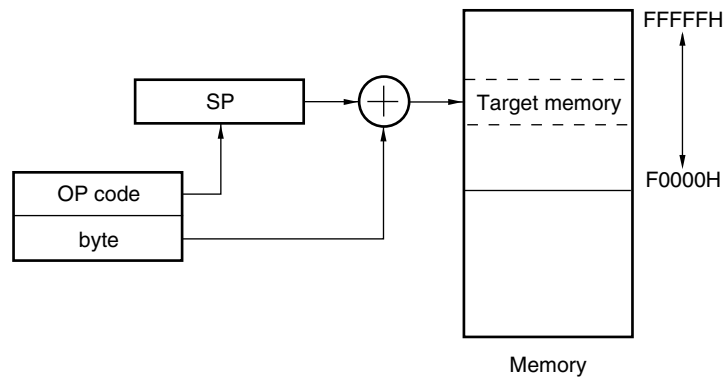 FFFFFH
SP
Target memory
OP code
F0000H
byte
Memory